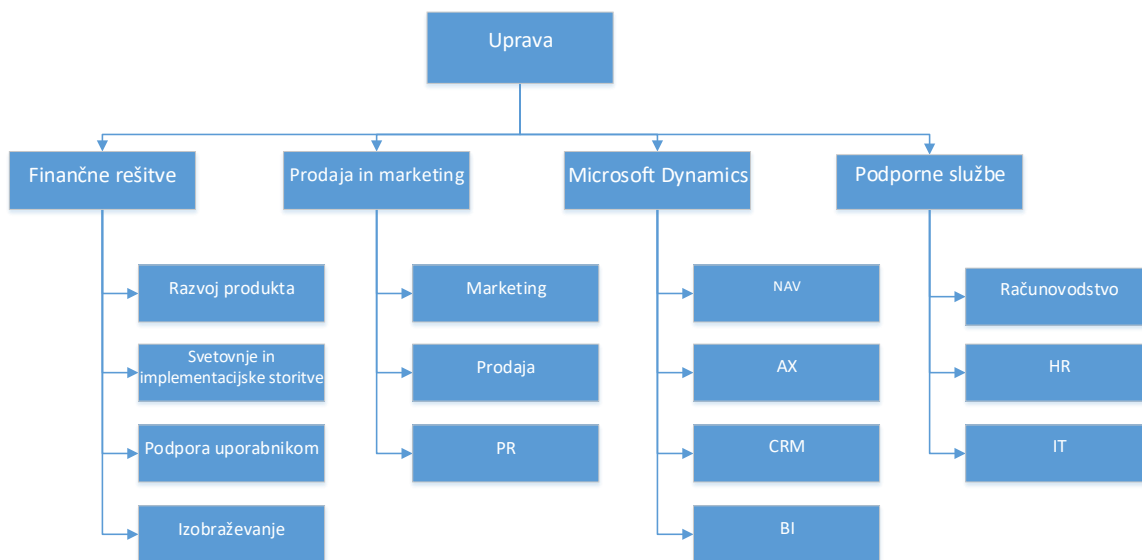 Uprava
Finančne rešitve
Prodaja in marketing
Microsoft Dynamics
Podporne službe
Razvoj produkta
Svetovnje in
implementacijske storitve
Podpora uporabnikom
Izobraževanje
Marketing
Prodaja
PR
NAV
AX
CRM
BI
Računovodstvo
HR
IT